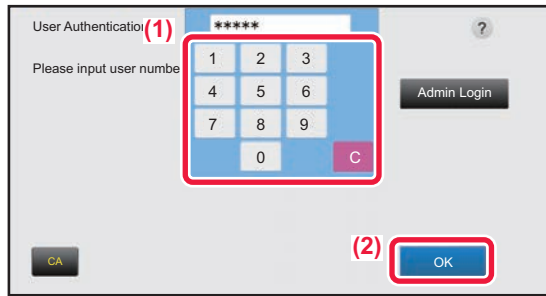 User Authentication
(1)
*****
?
Please input user numbe
1 2 3
4 5 6
Admin Login
7 8 9
0 C
(2)
CA
OK